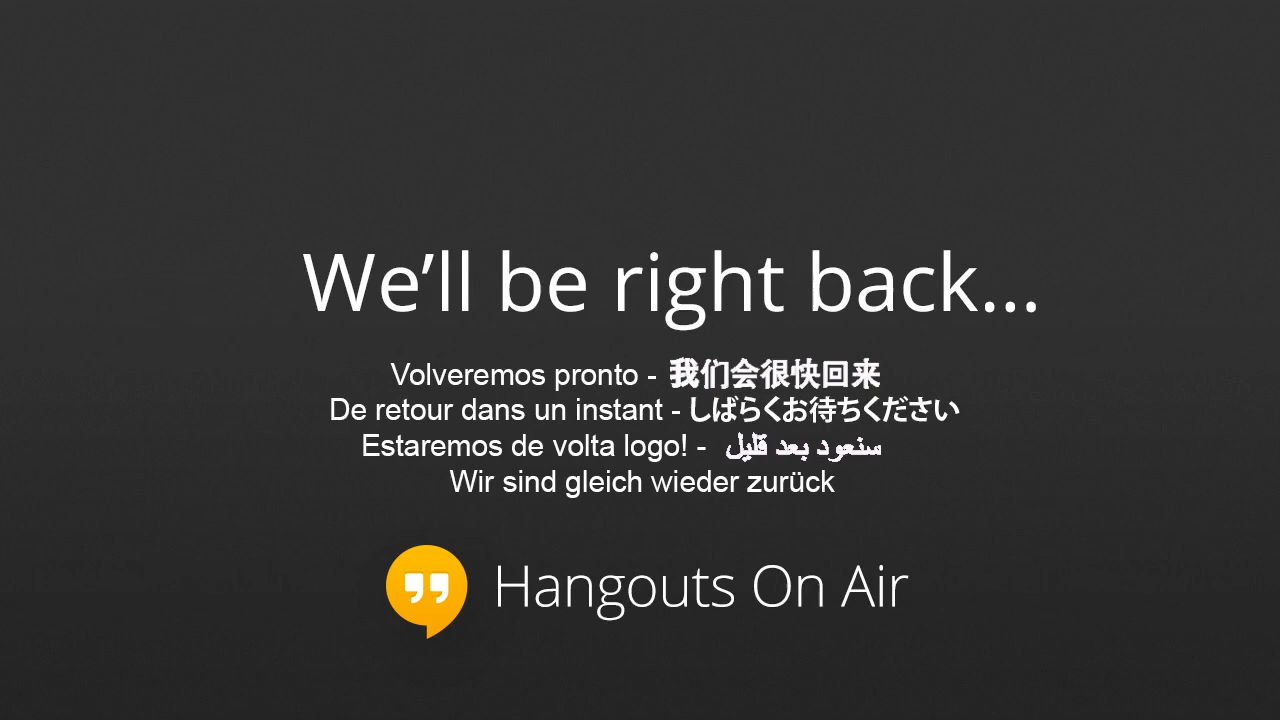 We’ll be right back...
Volveremos pronto - 我们会很快回来
De retour dans un instant - しばらくお待ちください
Estaremos de volta logo! - سنعود بعد قليل
Wir sind gleich wieder zurück
Hangouts On Air